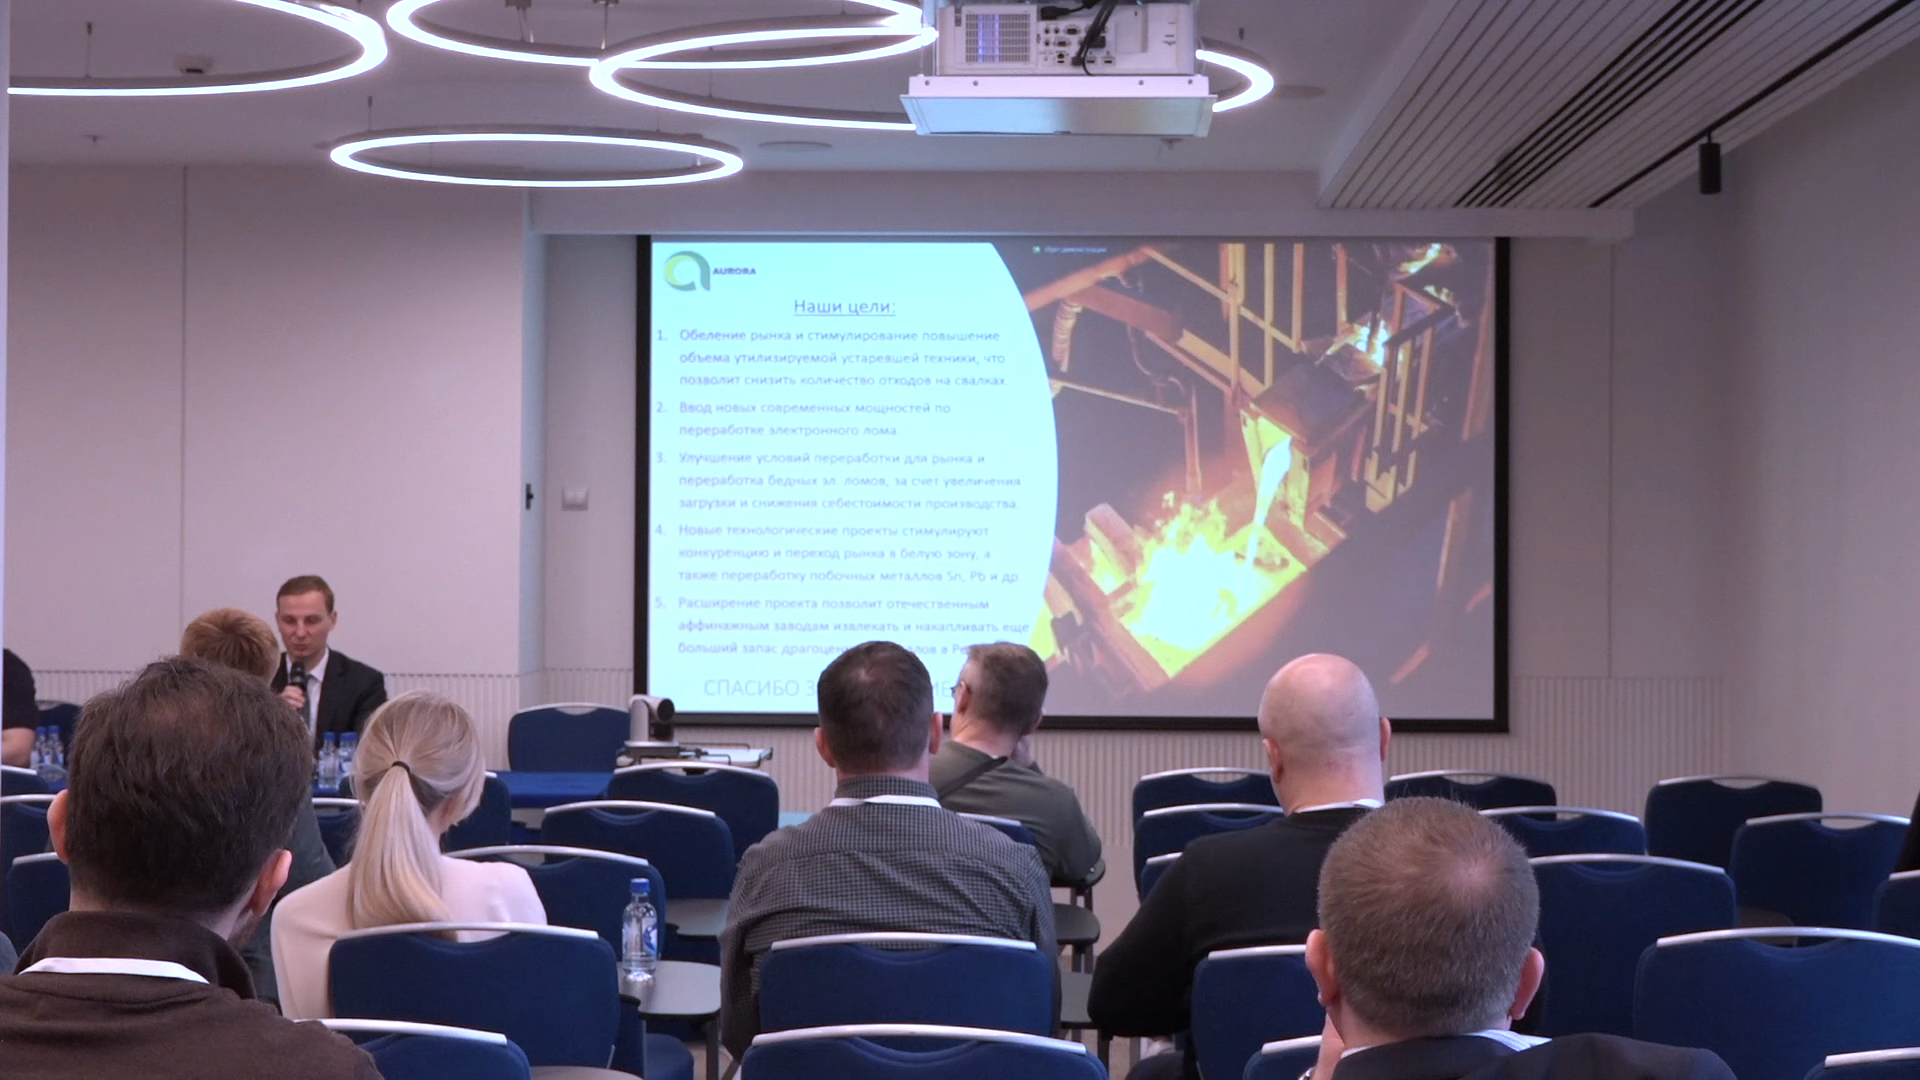 AURORA
Наши цели:
1. Обеление рынка и стимулирование повышение
объема утилизируемой устаревшей техники, что
позволит снизить количество отходов на свалках.
2. Ввод новых современных мощностей по
переработке электронного лома.
3. Улучшение условий переработки для рынка и
переработка бедных эл. ломов, за счет увеличения
загрузки и снижения себестоимости производства.
4. Новые технологические проекты стимулируют
конкуренцию и переход рынка в белую зону, а
также переработку побочных металлов Sn, Pb и др.
5. Расширение проекта позволит отечественным
аффинажным заводам извлекать и накапливать еще
больший запас в
СПАСИБО